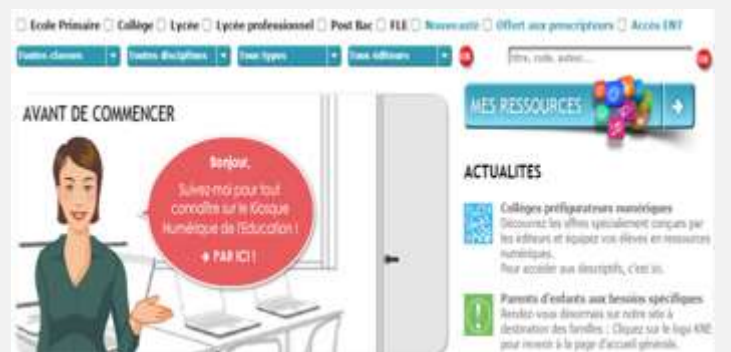 Ecole Primaire Collège Lycée Lycée professionnel Post Bac FLE Nouveauté Offert aux prescripteurs Accès ENT
Toutes classes Toutes disciplines Tous types Tous éditeurs OK Titre, code, auteur... OK
AVANT DE COMMENCER
Bonjour,
Suivez-moi pour tout
connaître sur le Kiosque
Numérique de l'Education !
PAR ICI !
MES RESSOURCES
ACTUALITES
Collèges préfigurateurs numériques
Découvrez les offres spécialement conçues par
les éditeurs et équipez vos élèves en ressources
numériques.
Pour accéder aux descriptifs, c'est ici.
Parents d'enfants aux besoins spécifiques
Rendez-vous désormais sur notre site à
destination des familles : Cliquez sur le logo KNE
pour revenir à la page d'accueil générale.